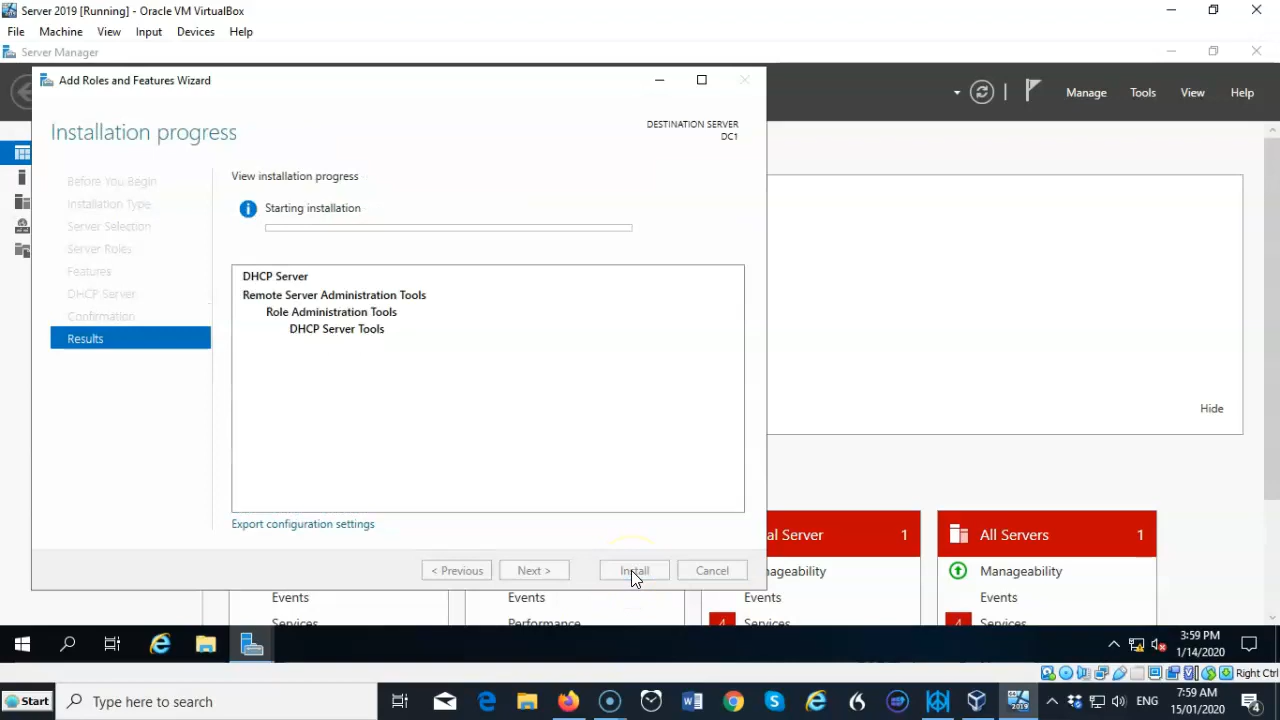 Server 2019 [Running] - Oracle VM VirtualBox
File Machine View Input Devices Help
Server Manager
Add Roles and Features Wizard
Manage Tools View Help
Installation progress
DESTINATION SERVER
DC1
Before You Begin
Installation Type
Server Selection
Server Roles
Features
DHCP Server
Confirmation
Results
View installation progress
Starting installation
DHCP Server
Remote Server Administration Tools
Role Administration Tools
DHCP Server Tools
Export configuration settings
< Previous Next > Install Cancel
Hide
al Server 1
All Servers 1
nageability
Manageability
Events
Events
Events
Events
Services
Performance
4 Services
4 Services
3:59 PM
1/14/2020
Right Ctrl
Start
Type here to search
2019
ENG
7:59 AM
15/01/2020
4